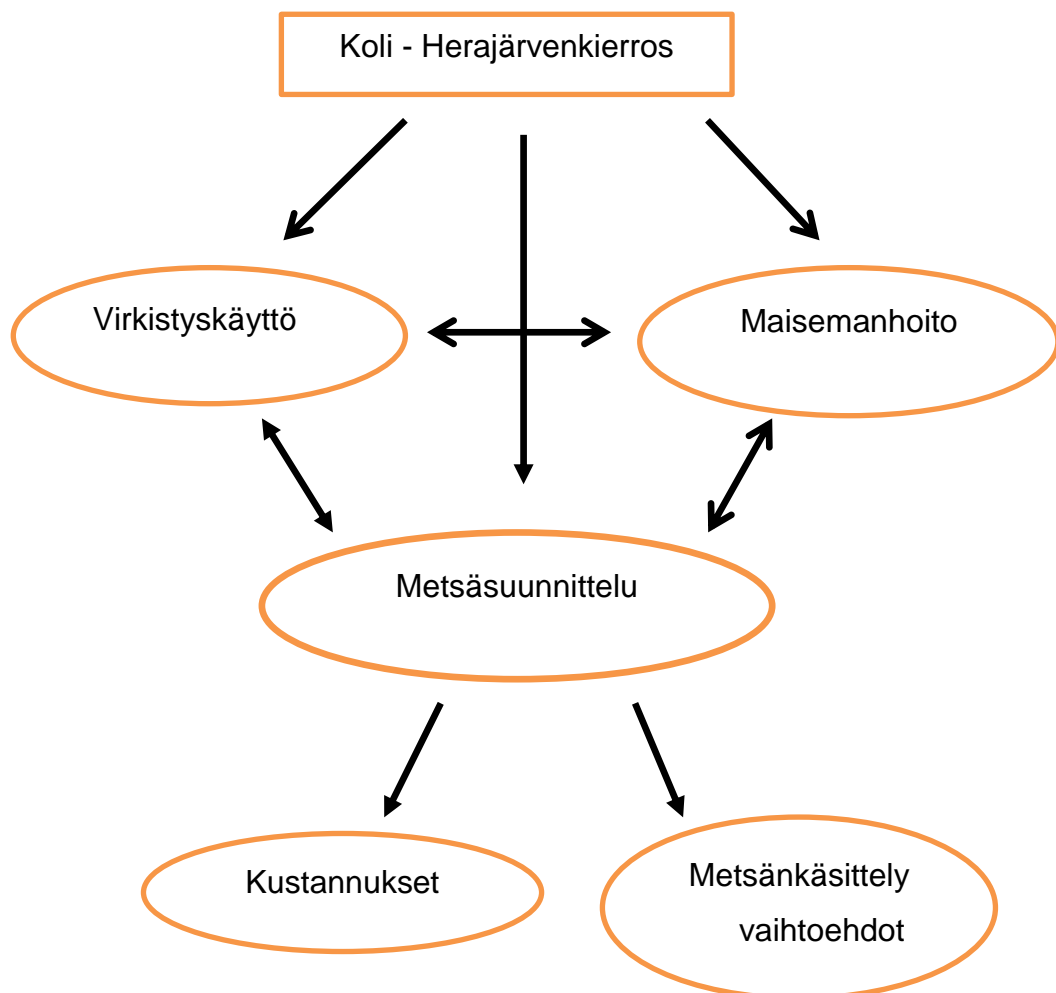 Koli - Herajärvenkierros
Virkistyskäyttö
Maisemanhoito
Metsäsuunnittelu
Kustannukset
Metsänkäsittely
vaihtoehdot